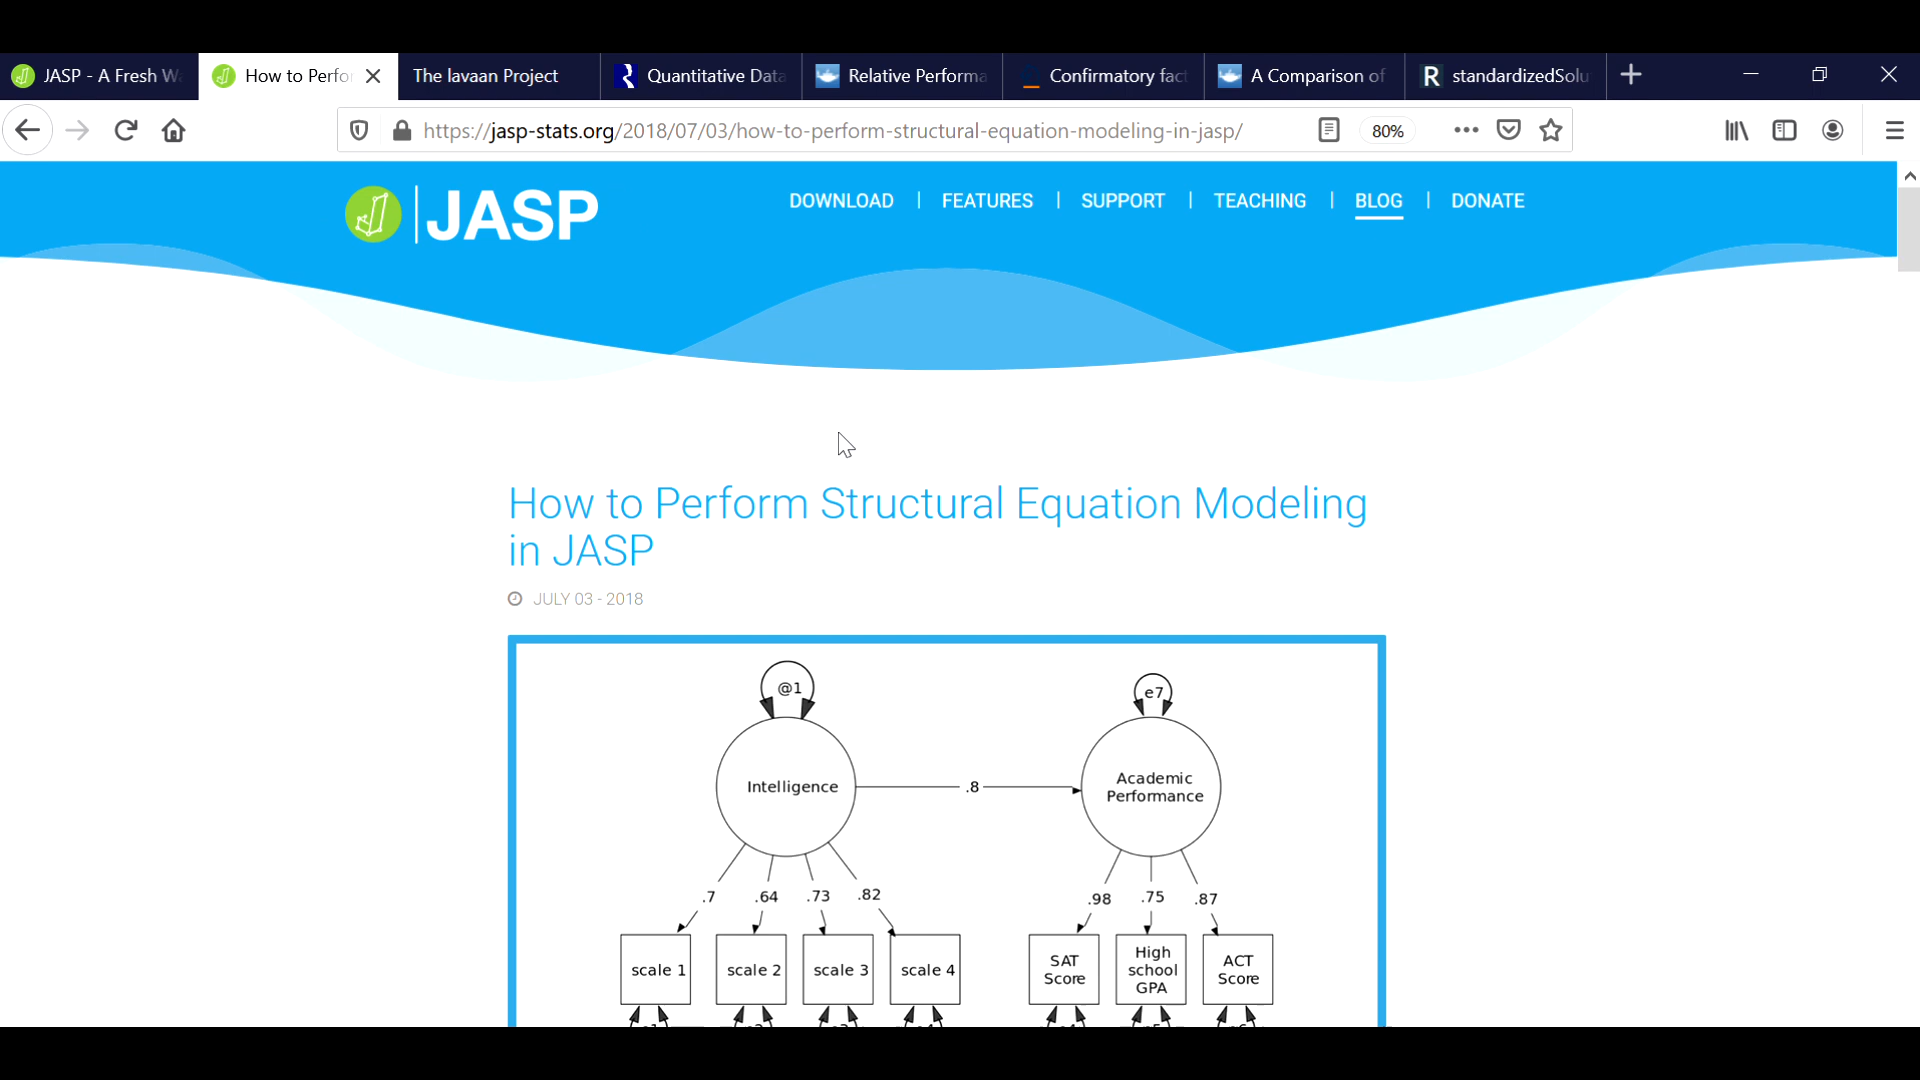 JASP - A Fresh W
How to Perfo
The lavaan Project
Quantitative Data
Relative Performa
Confirmatory fact
A Comparison of
standardizedSolu
https://jasp-stats.org/2018/07/03/how-to-perform-structural-equation-modeling-in-jasp/
80%
JASP
DOWNLOAD | FEATURES | SUPPORT | TEACHING | BLOG | DONATE
How to Perform Structural Equation Modeling
in JASP
JULY 03 - 2018
@1
e7
Intelligence
.8
Academic
Performance
.7 .64 .73 .82
.98 .75 .87
scale 1
scale 2
scale 3
scale 4
SAT
Score
High
school
GPA
ACT
Score